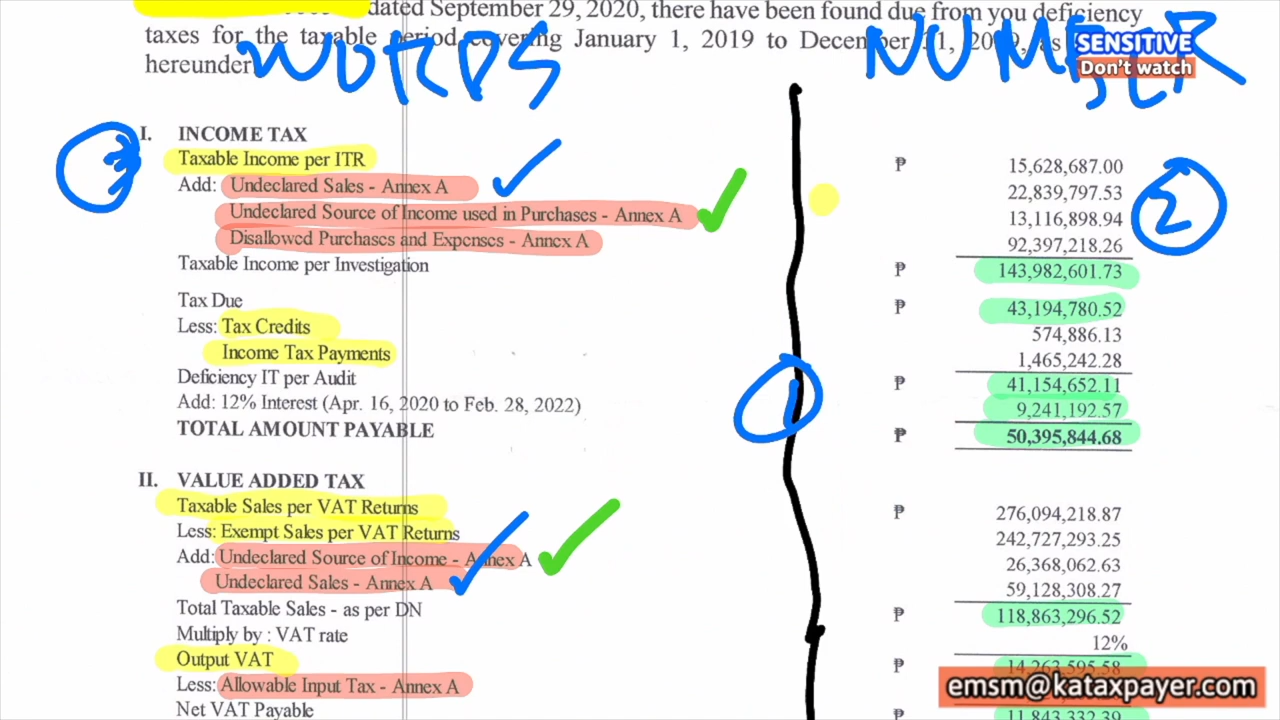 dated September 29, 2020, there have been found due from you deficiency
taxes for the taxable period covering January 1, 2019 to December 31, 2019, as
hereunder
WORDS
NUMBER
SENSITIVE
Don't watch
I. INCOME TAX
3
Taxable Income per ITR ₱ 15,628,687.00
Add: Undeclared Sales - Annex A 22,839,797.53
Undeclared Source of Income used in Purchases - Annex A 13,116,898.94
2
Disallowed Purchases and Expenses - Annex A 92,397,218.26
Taxable Income per Investigation ₱ 143,982,601.73
Tax Due ₱ 43,194,780.52
Less: Tax Credits 574,886.13
Income Tax Payments 1,465,242.28
Deficiency IT per Audit ₱ 41,154,652.11
1
Add: 12% Interest (Apr. 16, 2020 to Feb. 28, 2022) 9,241,192.57
TOTAL AMOUNT PAYABLE ₱ 50,395,844.68
II. VALUE ADDED TAX
Taxable Sales per VAT Returns ₱ 276,094,218.87
Less: Exempt Sales per VAT Returns 242,727,293.25
Add: Undeclared Source of Income - Annex A 26,368,062.63
Undeclared Sales - Annex A 59,128,308.27
Total Taxable Sales - as per DN ₱ 118,863,296.52
Multiply by : VAT rate 12%
Output VAT ₱ 14,263,595.58
Less: Allowable Input Tax - Annex A
emsm@kataxpayer.com
Net VAT Payable ₱ 11,843,332.39